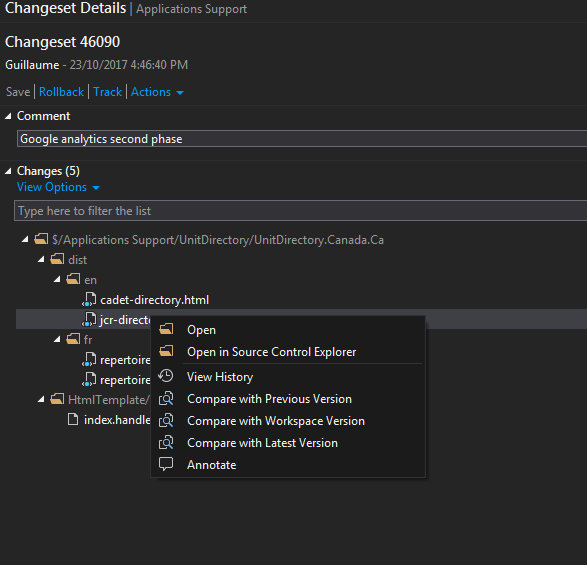 Changeset Details | Applications Support
Changeset 46090
Guillaume - 23/10/2017 4:46:40 PM
Save | Rollback | Track | Actions
Comment
Google analytics second phase
Changes (5)
View Options
Type here to filter the list
$/Applications Support/UnitDirectory/UnitDirectory.Canada.Ca
dist
en
cadet-directory.html
jcr-directo
fr
repertoire
repertoire
HtmlTemplate/
index.handle
Open
Open in Source Control Explorer
View History
Compare with Previous Version
Compare with Workspace Version
Compare with Latest Version
Annotate